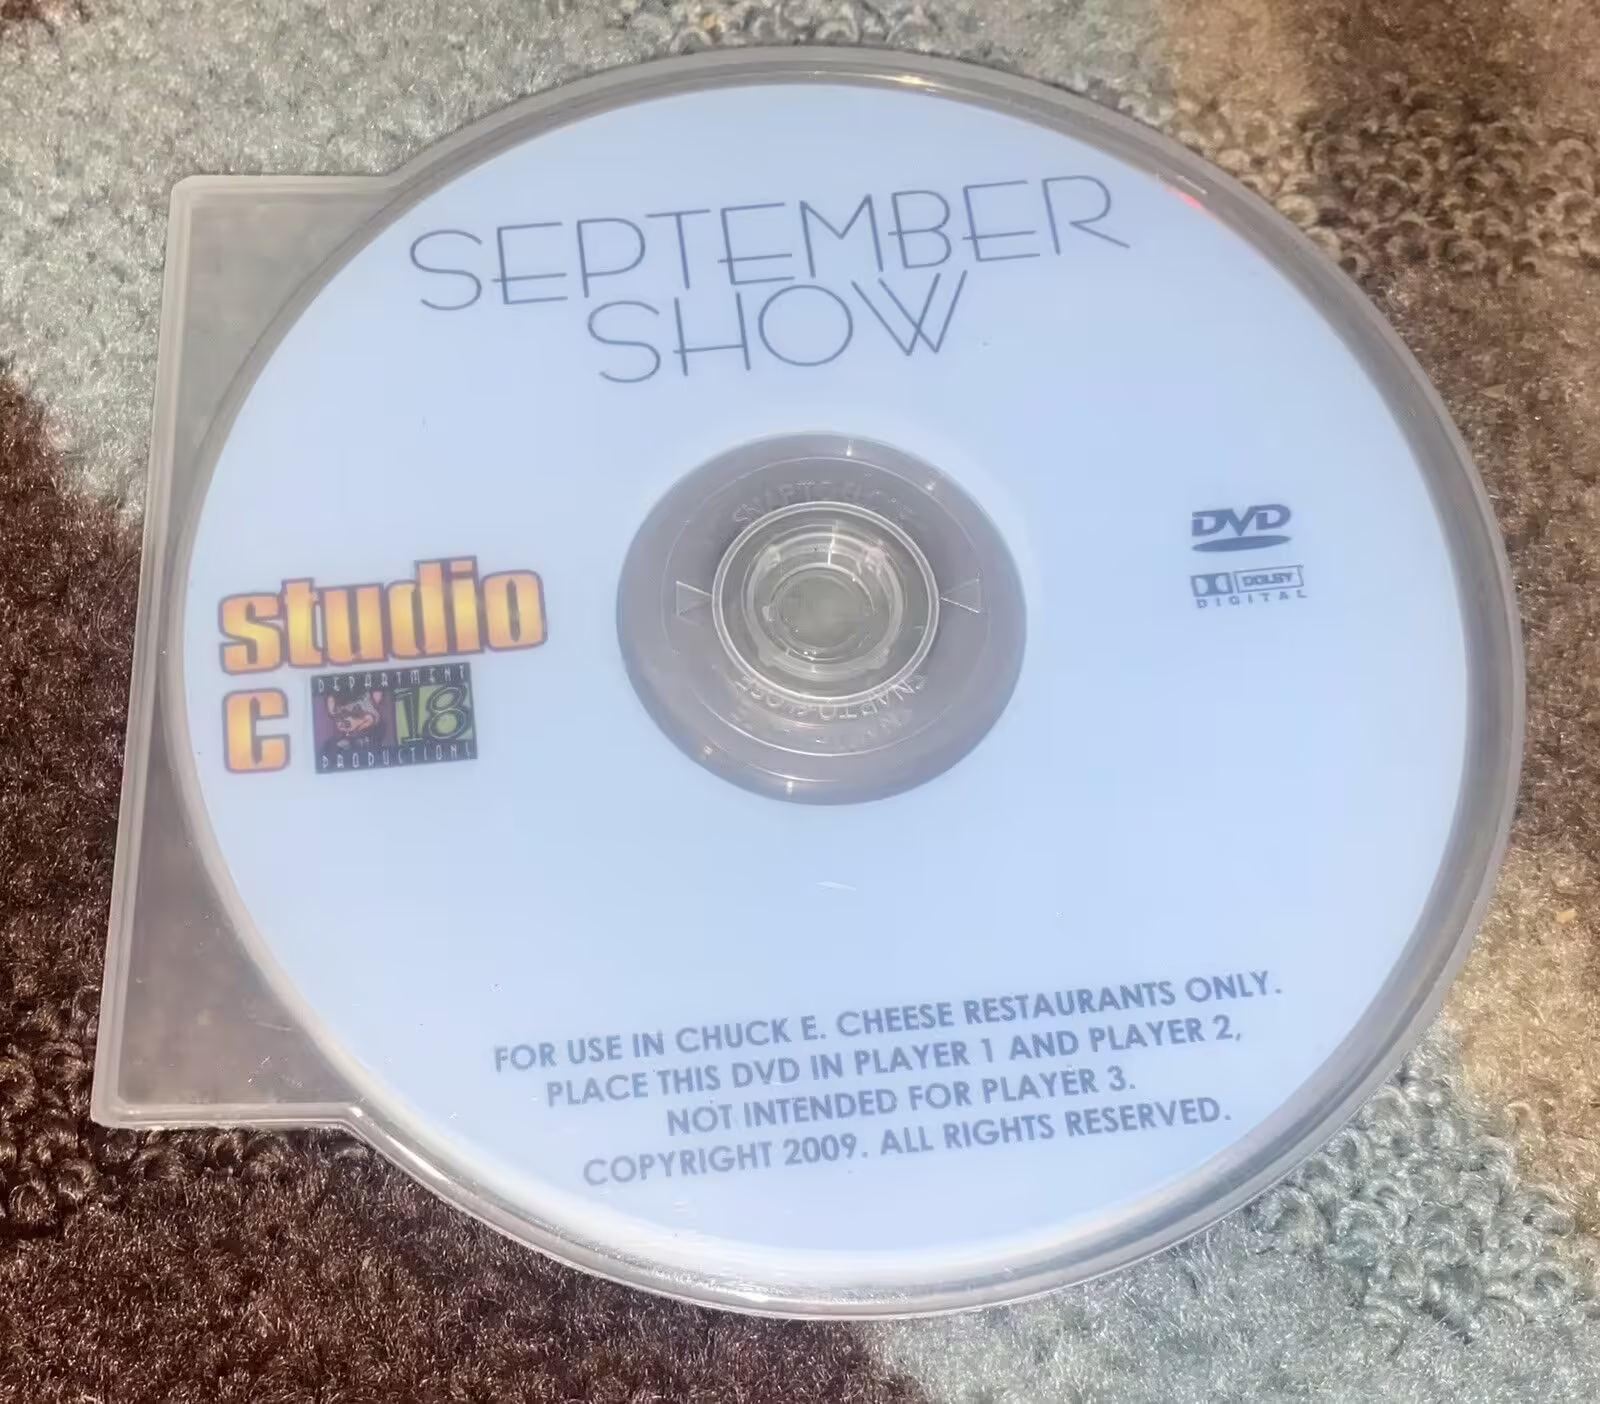 SEPTEMBER
SHOW
studio
C
DEPARTMENT
18
PRODUCTIONS
DVD
DOLBY
DIGITAL
FOR USE IN CHUCK E. CHEESE RESTAURANTS ONLY.
PLACE THIS DVD IN PLAYER 1 AND PLAYER 2,
NOT INTENDED FOR PLAYER 3.
COPYRIGHT 2009. ALL RIGHTS RESERVED.